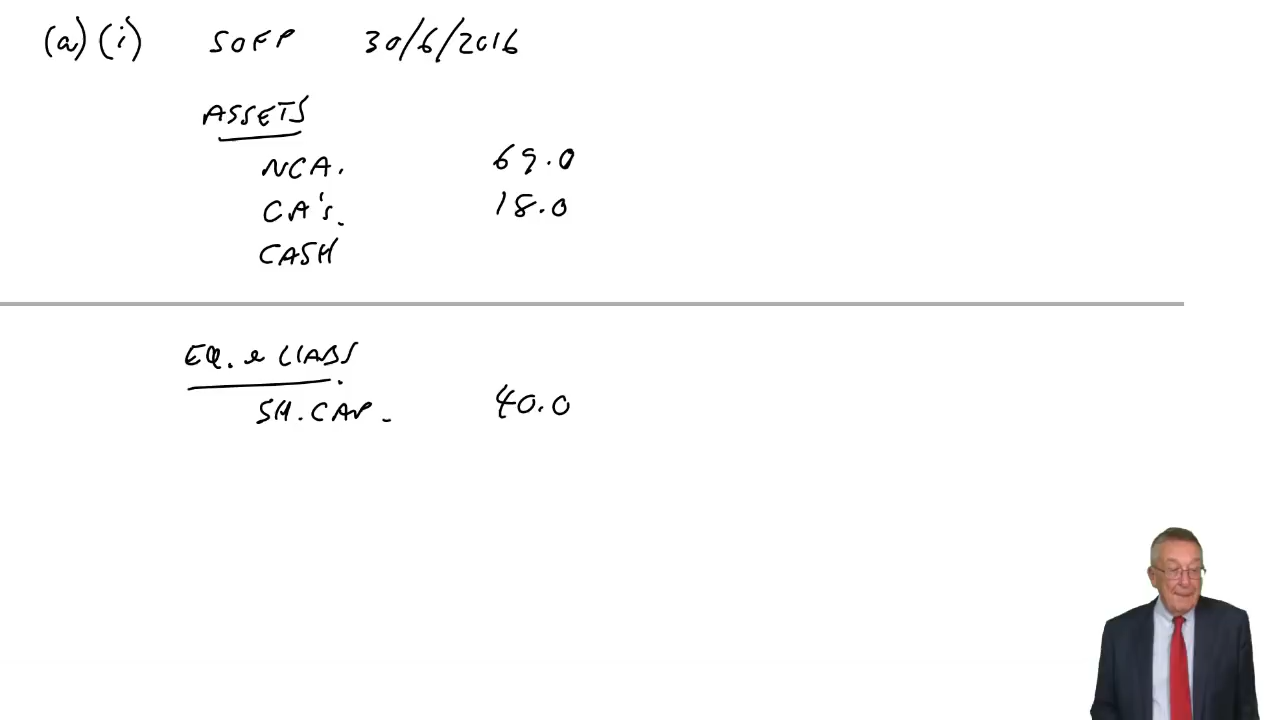 (a) (i) SOFP 30/6/2016
ASSETS
NCA. 69.0
CA's. 18.0
CASH
EQ. & LIABS.
SH. CAP. 40.0